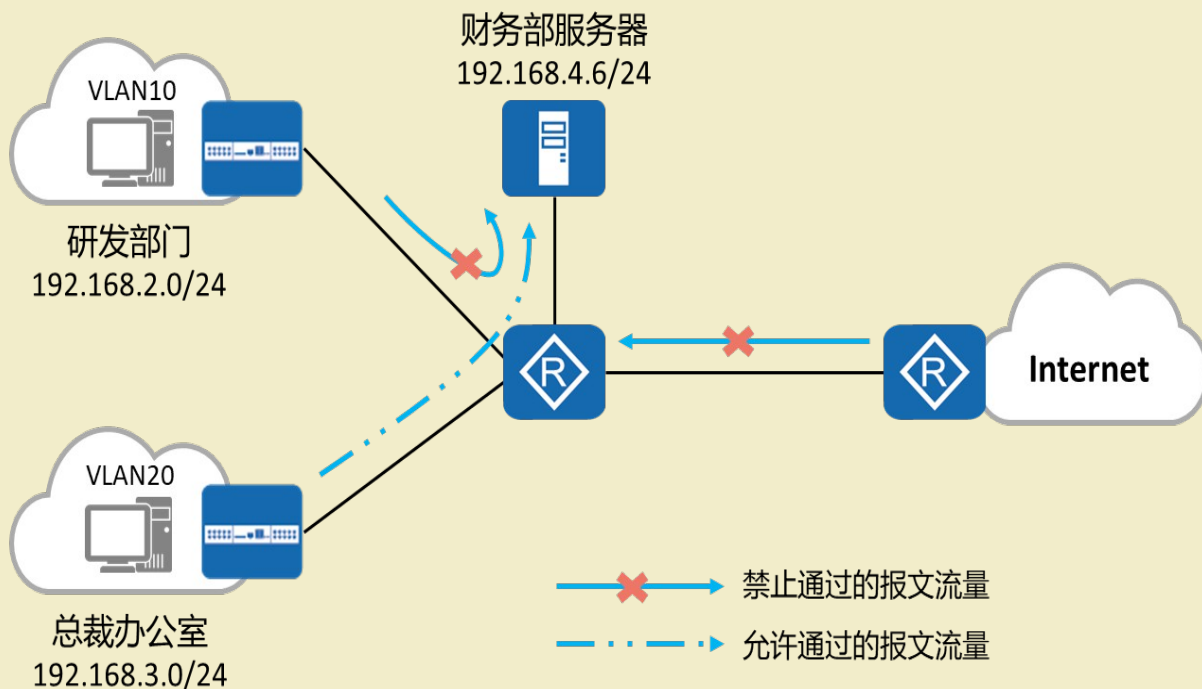 财务部服务器
192.168.4.6/24
VLAN10
研发部门
192.168.2.0/24
R
R
Internet
VLAN20
总裁办公室
192.168.3.0/24
禁止通过的报文流量
允许通过的报文流量